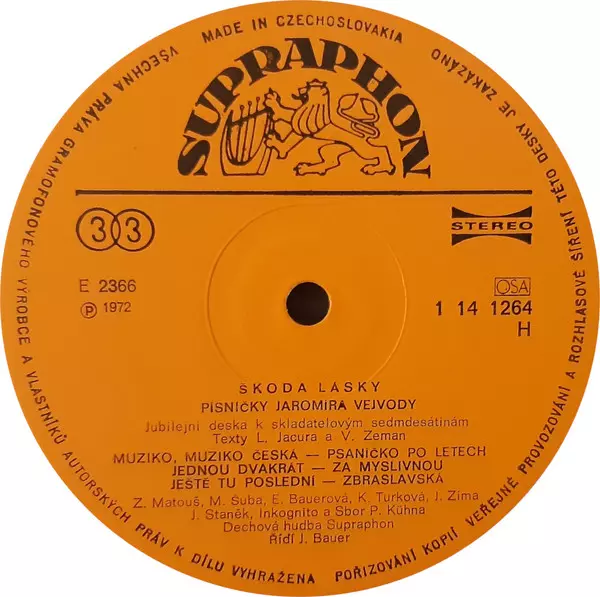 MADE IN CZECHOSLOVAKIA
VŠECHNA PRÁVA GRAMOFONOVÉHO VÝROBCE A VLASTNÍKŮ AUTORSKÝCH PRÁV K DÍLU VYHRAŽENA POŘIZOVÁNÍ KOPIÍ VEŘEJNÉ PROVOZOVÁNÍ A ROZHLASOVÉ ŠÍŘENÍ TÉTO DESKY JE ZAKÁZÁNO
SUPRAPHON
33
STEREO
E 2366
OSA
℗ 1972
1 14 1264
H
ŠKODA LÁSKY
PÍSNIČKY JAROMÍRA VEJVODY
Jubilejní deska k skladatelovým sedmdesátinám
Texty L. Jacura a V. Zeman
MUZIKO, MUZIKO ČESKÁ — PSANÍČKO PO LETECH
JEDNOU DVAKRÁT — ZA MYSLIVNOU
JEŠTĚ TU POSLEDNÍ — ZBRASLAVSKÁ
Z. Matouš, M. Šuba, E. Bauerová, K. Turková, J. Zíma
J. Staněk, Inkognito a Sbor P. Kühna
Dechová hudba Supraphon
Řídí J. Bauer